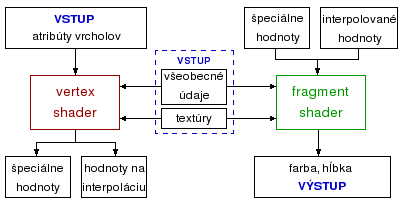 VSTUP
atribúty vrcholov
špeciálne
hodnoty
interpolované
hodnoty
VSTUP
všeobecné
údaje
textúry
vertex
shader
fragment
shader
špeciálne
hodnoty
hodnoty na
interpoláciu
farba, hĺbka
VÝSTUP